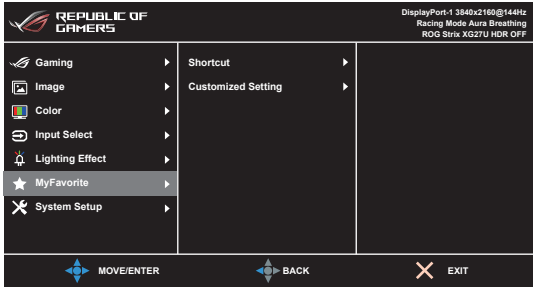 REPUBLIC OF
GAMERS
DisplayPort-1 3840x2160@144Hz
Racing Mode Aura Breathing
ROG Strix XG27U HDR OFF
Gaming
Image
Color
Input Select
Lighting Effect
MyFavorite
System Setup
Shortcut
Customized Setting
MOVE/ENTER
BACK
EXIT